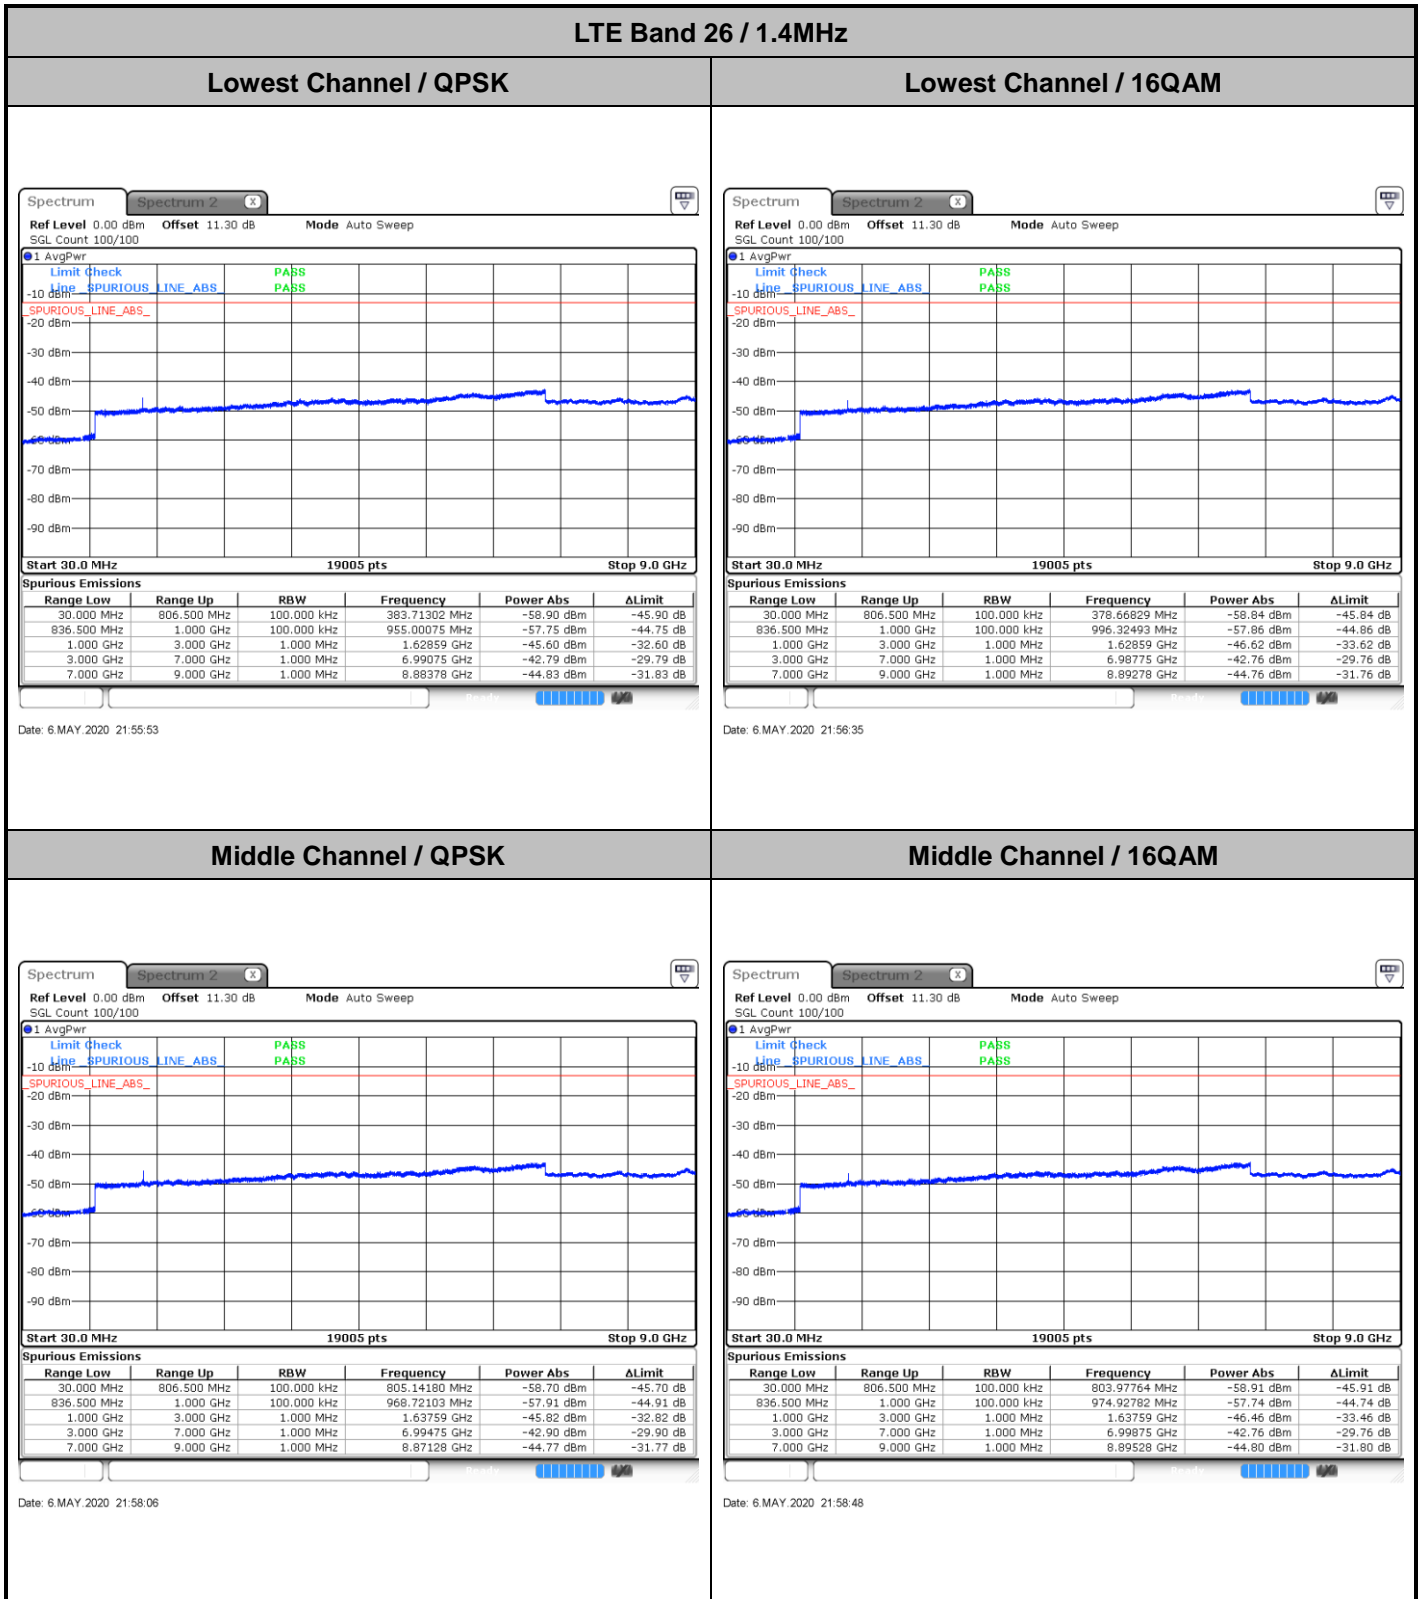 LTE Band 26 / 1.4MHz
Lowest Channel / QPSK
Lowest Channel / 16QAM
Spectrum Spectrum 2 X
Ref Level 0.00 dBm Offset 11.30 dB Mode Auto Sweep
SGL Count 100/100
1 AvgPwr
Limit Check PASS
Line _SPURIOUS_LINE_ABS_ PASS
-10 dBm
_SPURIOUS_LINE_ABS_
-20 dBm
-30 dBm
-40 dBm
-50 dBm
-60 dBm
-70 dBm
-80 dBm
-90 dBm
Start 30.0 MHz 19005 pts Stop 9.0 GHz
Spurious Emissions
Range Low Range Up RBW Frequency Power Abs ΔLimit
30.000 MHz 806.500 MHz 100.000 kHz 383.71302 MHz -58.90 dBm -45.90 dB
836.500 MHz 1.000 GHz 100.000 kHz 955.00075 MHz -57.75 dBm -44.75 dB
1.000 GHz 3.000 GHz 1.000 MHz 1.62859 GHz -45.60 dBm -32.60 dB
3.000 GHz 7.000 GHz 1.000 MHz 6.99075 GHz -42.79 dBm -29.79 dB
7.000 GHz 9.000 GHz 1.000 MHz 8.88378 GHz -44.83 dBm -31.83 dB
Date: 6.MAY.2020 21:55:53
Spectrum Spectrum 2 X
Ref Level 0.00 dBm Offset 11.30 dB Mode Auto Sweep
SGL Count 100/100
1 AvgPwr
Limit Check PASS
Line _SPURIOUS_LINE_ABS_ PASS
-10 dBm
_SPURIOUS_LINE_ABS_
-20 dBm
-30 dBm
-40 dBm
-50 dBm
-60 dBm
-70 dBm
-80 dBm
-90 dBm
Start 30.0 MHz 19005 pts Stop 9.0 GHz
Spurious Emissions
Range Low Range Up RBW Frequency Power Abs ΔLimit
30.000 MHz 806.500 MHz 100.000 kHz 378.66829 MHz -58.84 dBm -45.84 dB
836.500 MHz 1.000 GHz 100.000 kHz 996.32493 MHz -57.86 dBm -44.86 dB
1.000 GHz 3.000 GHz 1.000 MHz 1.62859 GHz -46.62 dBm -33.62 dB
3.000 GHz 7.000 GHz 1.000 MHz 6.98775 GHz -42.76 dBm -29.76 dB
7.000 GHz 9.000 GHz 1.000 MHz 8.89278 GHz -44.76 dBm -31.76 dB
Ready
Date: 6.MAY.2020 21:56:35
Middle Channel / QPSK
Middle Channel / 16QAM
Spectrum Spectrum 2 X
Ref Level 0.00 dBm Offset 11.30 dB Mode Auto Sweep
SGL Count 100/100
1 AvgPwr
Limit Check PASS
Line _SPURIOUS_LINE_ABS_ PASS
-10 dBm
_SPURIOUS_LINE_ABS_
-20 dBm
-30 dBm
-40 dBm
-50 dBm
-60 dBm
-70 dBm
-80 dBm
-90 dBm
Start 30.0 MHz 19005 pts Stop 9.0 GHz
Spurious Emissions
Range Low Range Up RBW Frequency Power Abs ΔLimit
30.000 MHz 806.500 MHz 100.000 kHz 805.14180 MHz -58.70 dBm -45.70 dB
836.500 MHz 1.000 GHz 100.000 kHz 968.72103 MHz -57.91 dBm -44.91 dB
1.000 GHz 3.000 GHz 1.000 MHz 1.63759 GHz -45.82 dBm -32.82 dB
3.000 GHz 7.000 GHz 1.000 MHz 6.99475 GHz -42.90 dBm -29.90 dB
7.000 GHz 9.000 GHz 1.000 MHz 8.87128 GHz -44.77 dBm -31.77 dB
Ready
Date: 6.MAY.2020 21:58:06
Spectrum Spectrum 2 X
Ref Level 0.00 dBm Offset 11.30 dB Mode Auto Sweep
SGL Count 100/100
1 AvgPwr
Limit Check PASS
Line _SPURIOUS_LINE_ABS_ PASS
-10 dBm
_SPURIOUS_LINE_ABS_
-20 dBm
-30 dBm
-40 dBm
-50 dBm
-60 dBm
-70 dBm
-80 dBm
-90 dBm
Start 30.0 MHz 19005 pts Stop 9.0 GHz
Spurious Emissions
Range Low Range Up RBW Frequency Power Abs ΔLimit
30.000 MHz 806.500 MHz 100.000 kHz 803.97764 MHz -58.91 dBm -45.91 dB
836.500 MHz 1.000 GHz 100.000 kHz 974.92782 MHz -57.74 dBm -44.74 dB
1.000 GHz 3.000 GHz 1.000 MHz 1.63759 GHz -46.46 dBm -33.46 dB
3.000 GHz 7.000 GHz 1.000 MHz 6.99875 GHz -42.76 dBm -29.76 dB
7.000 GHz 9.000 GHz 1.000 MHz 8.89528 GHz -44.80 dBm -31.80 dB
Date: 6.MAY.2020 21:58:48